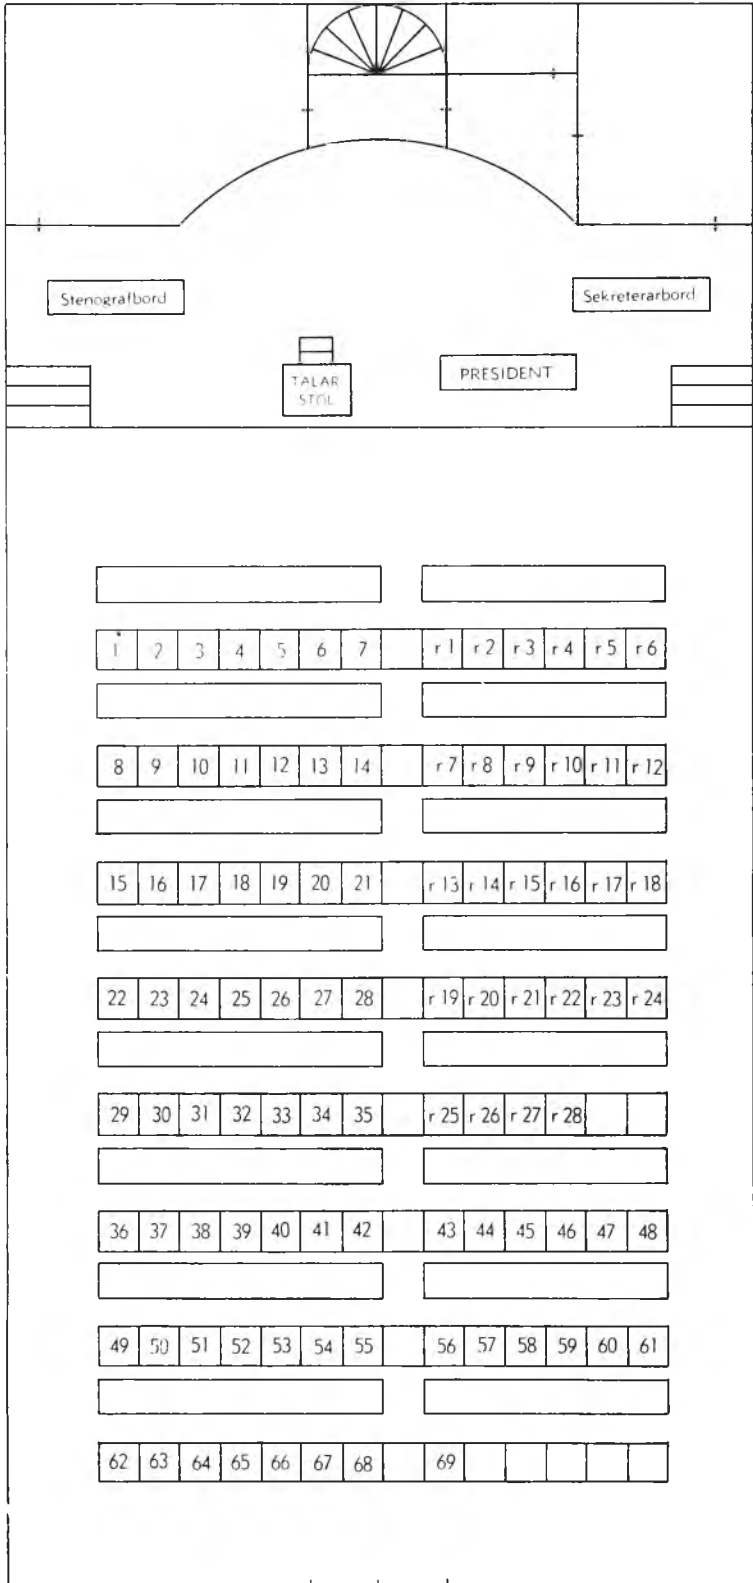 Stenografbord
Sekreterarbord
TALAR
STOL
PRESIDENT
1 2 3 4 5 6 7 r 1 r 2 r 3 r 4 r 5 r 6
8 9 10 11 12 13 14 r 7 r 8 r 9 r 10 r 11 r 12
15 16 17 18 19 20 21 r 13 r 14 r 15 r 16 r 17 r 18
22 23 24 25 26 27 28 r 19 r 20 r 21 r 22 r 23 r 24
29 30 31 32 33 34 35 r 25 r 26 r 27 r 28
36 37 38 39 40 41 42 43 44 45 46 47 48
49 50 51 52 53 54 55 56 57 58 59 60 61
62 63 64 65 66 67 68 69